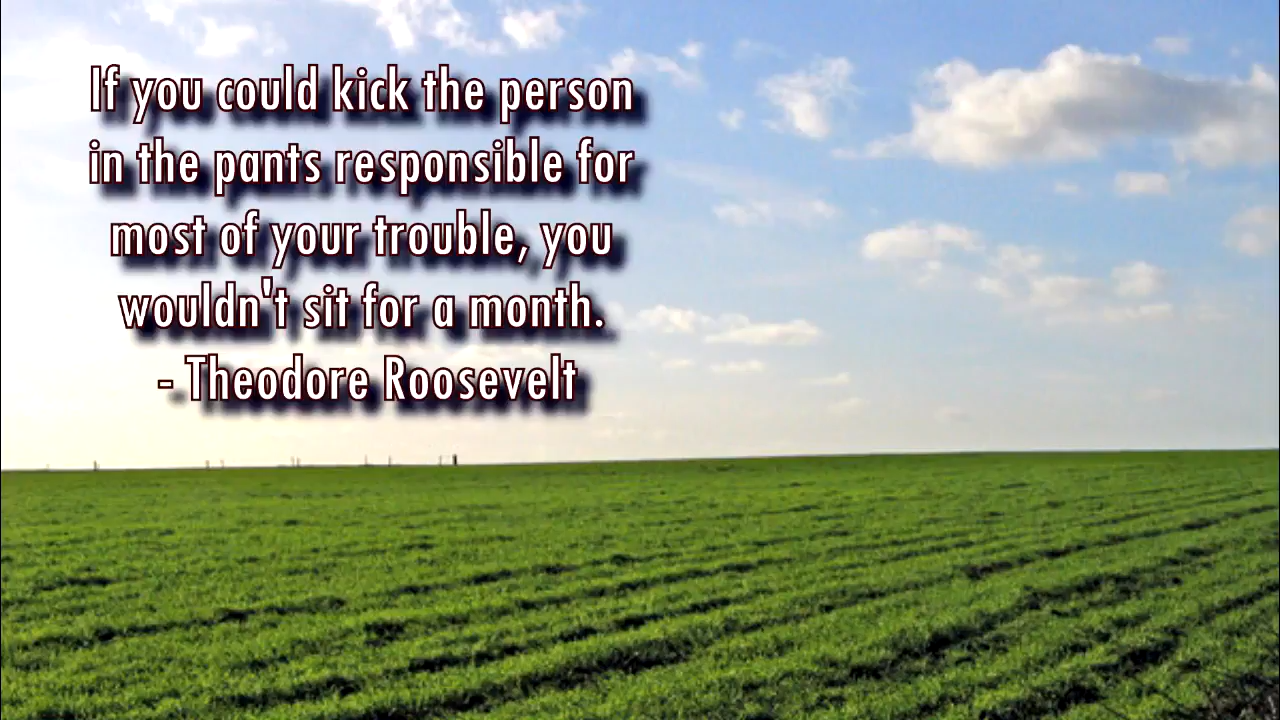 If you could kick the person
in the pants responsible for
most of your trouble, you
wouldn't sit for a month.
- Theodore Roosevelt